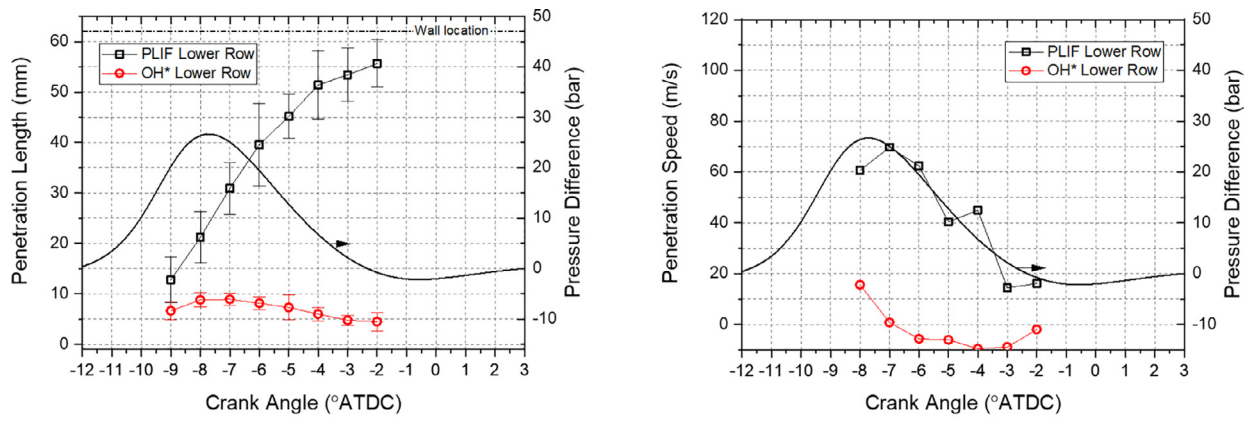 Wall location
PLIF Lower Row
OH* Lower Row
60
50
40
30
20
10
0
Penetration Length (mm)
50
40
30
20
10
0
-10
Pressure Difference (bar)
-12 -11 -10 -9 -8 -7 -6 -5 -4 -3 -2 -1 0 1 2 3
Crank Angle (°ATDC)
PLIF Lower Row
OH* Lower Row
120
100
80
60
40
20
0
Penetration Speed (m/s)
50
40
30
20
10
0
-10
Pressure Difference (bar)
-12 -11 -10 -9 -8 -7 -6 -5 -4 -3 -2 -1 0 1 2 3
Crank Angle (°ATDC)